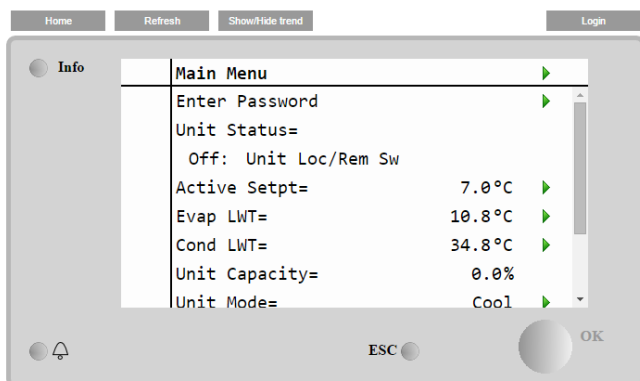 Home Refresh Show/Hide trend Login
Info
Main Menu
Enter Password
Unit Status=
Off: Unit Loc/Rem Sw
Active Setpt= 7.0°C
Evap LWT= 10.8°C
Cond LWT= 34.8°C
Unit Capacity= 0.0%
Unit Mode= Cool
ESC OK